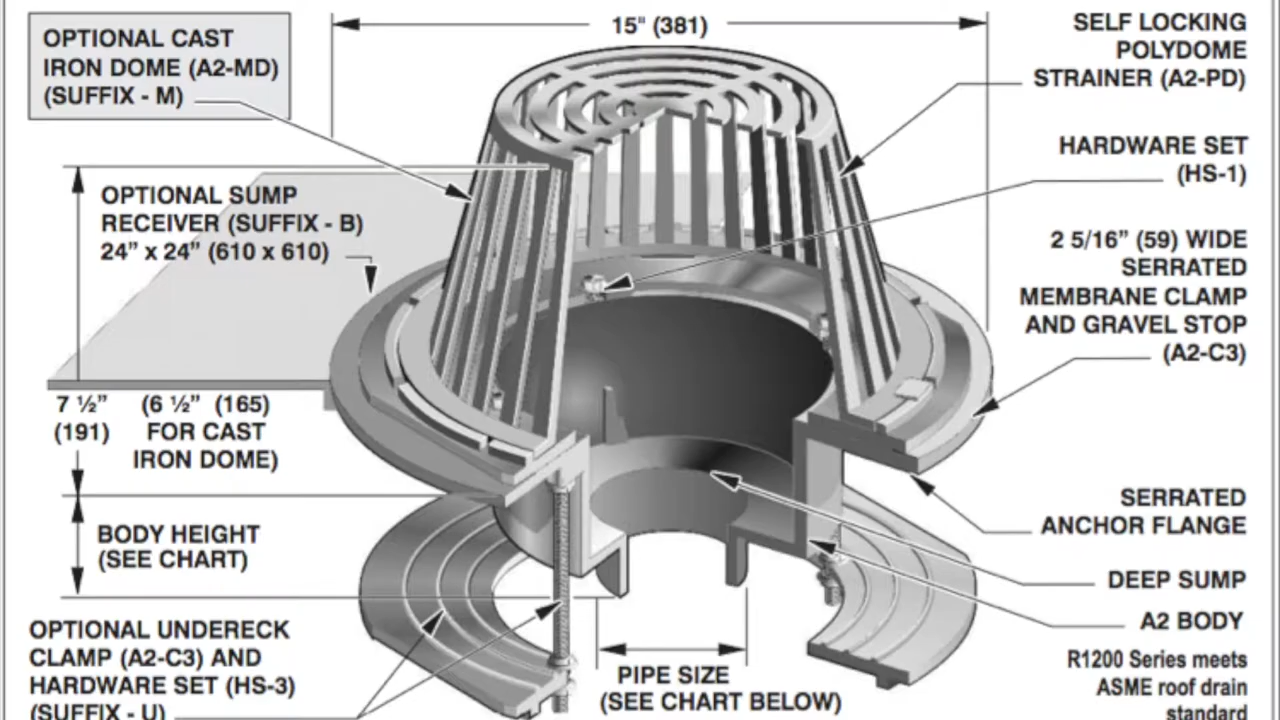 15" (381)
OPTIONAL CAST
IRON DOME (A2-MD)
(SUFFIX - M)
OPTIONAL SUMP
RECEIVER (SUFFIX - B)
24” x 24” (610 x 610)
7 ½” (6 ½” (165)
(191) FOR CAST
IRON DOME)
BODY HEIGHT
(SEE CHART)
OPTIONAL UNDERECK
CLAMP (A2-C3) AND
HARDWARE SET (HS-3)
(SUFFIX - U)
PIPE SIZE
(SEE CHART BELOW)
SELF LOCKING
POLYDOME
STRAINER (A2-PD)
HARDWARE SET
(HS-1)
2 5/16” (59) WIDE
SERRATED
MEMBRANE CLAMP
AND GRAVEL STOP
(A2-C3)
SERRATED
ANCHOR FLANGE
DEEP SUMP
A2 BODY
R1200 Series meets
ASME roof drain
standard